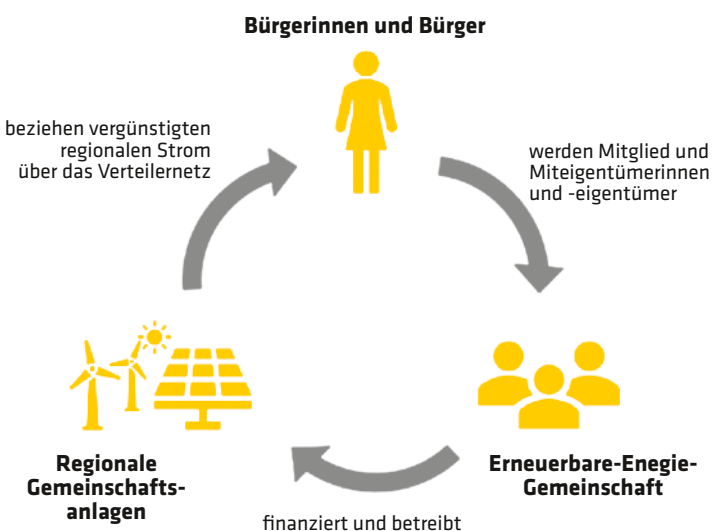 Bürgerinnen und Bürger
beziehen vergünstigten
regionalen Strom
über das Verteilernetz
werden Mitglied und
Miteigentümerinnen
und -eigentümer
Regionale
Gemeinschafts-
anlagen
Erneuerbare-Enegie-
Gemeinschaft
finanziert und betreibt